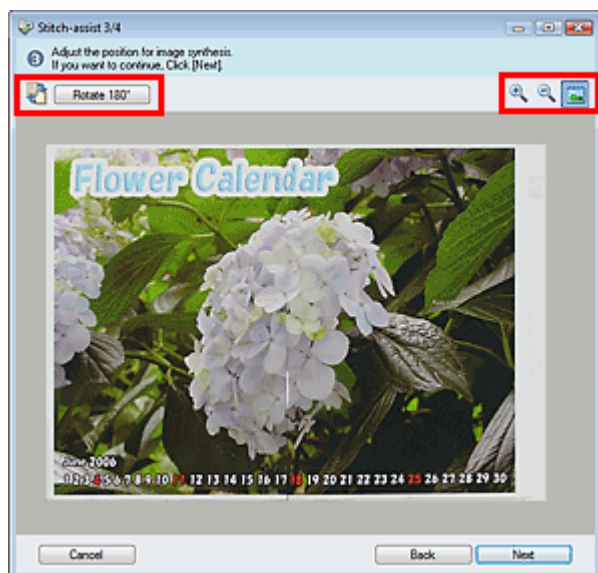 Stitch-assist 3/4
3
Adjust the position for image synthesis.
If you want to continue, Click [Next].
Rotate 180°
Flower Calendar
June 2006
1 2 3 4 5 6 7 8 9 10 11 12 13 14 15 16 17 18 19 20 21 22 23 24 25 26 27 28 29 30
Cancel
Back
Next